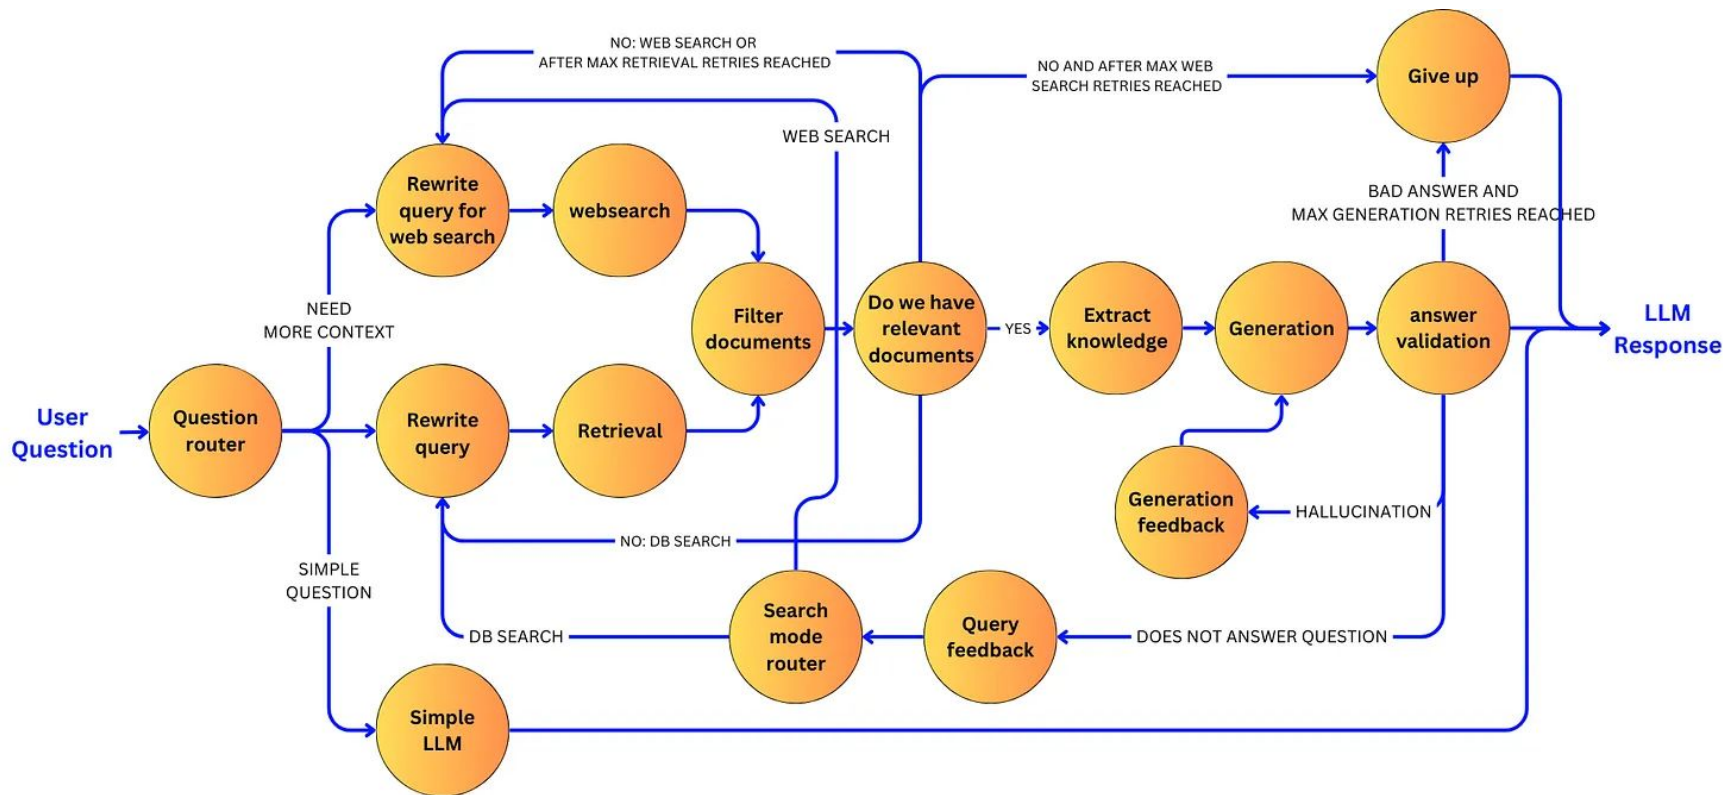 NO: WEB SEARCH OR
AFTER MAX RETRIEVAL RETRIES REACHED
NO AND AFTER MAX WEB
SEARCH RETRIES REACHED
Give up
WEB SEARCH
Rewrite
query for
web search
websearch
BAD ANSWER AND
MAX GENERATION RETRIES REACHED
NEED
MORE CONTEXT
Filter
documents
Do we have
relevant
documents
YES
Extract
knowledge
Generation
answer
validation
LLM
Response
User
Question
Question
router
Rewrite
query
Retrieval
Generation
feedback
HALLUCINATION
NO: DB SEARCH
SIMPLE
QUESTION
DB SEARCH
Search
mode
router
Query
feedback
DOES NOT ANSWER QUESTION
Simple
LLM